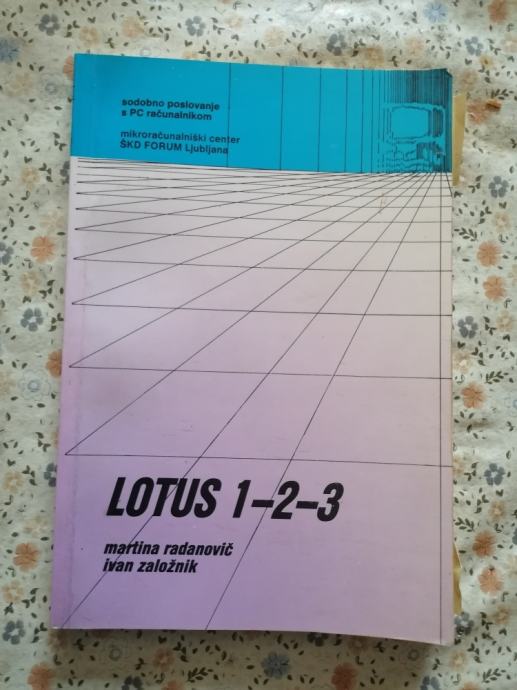 sodobno poslovanje
s PC računalnikom
mikroračunalniški center
ŠKD FORUM Ljubljana
LOTUS 1-2-3
martina radanovič
ivan založnik